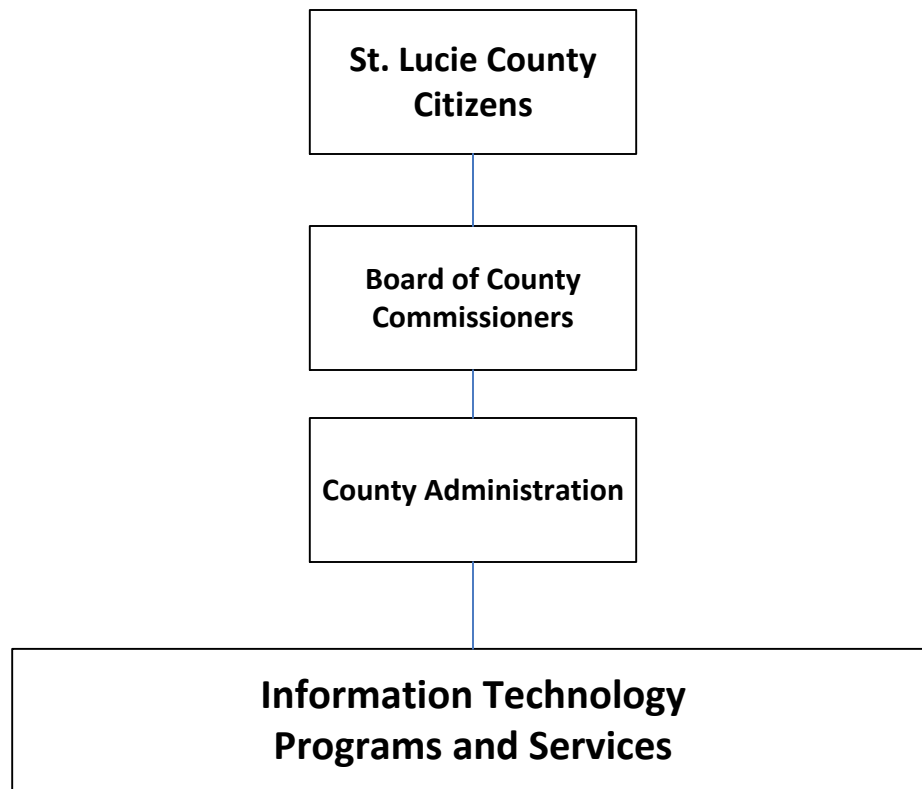 St. Lucie County
Citizens
Board of County
Commissioners
County Administration
Information Technology
Programs and Services